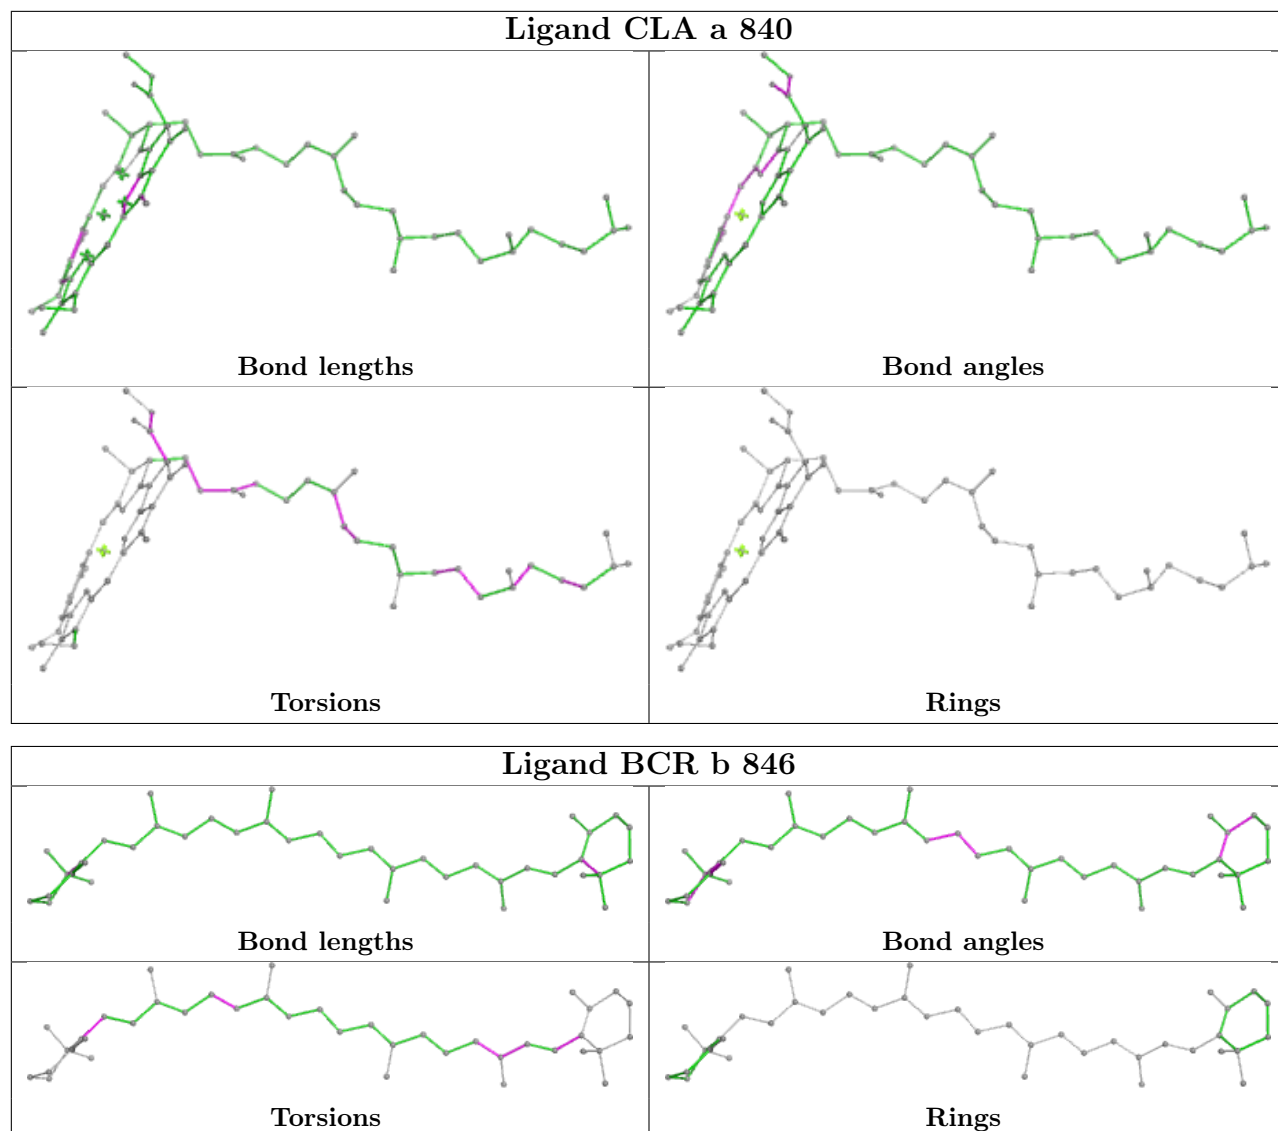 Ligand CLA a 840
Bond lengths
Bond angles
Torsions
Rings
Ligand BCR b 846
Bond lengths
Bond angles
Torsions
Rings